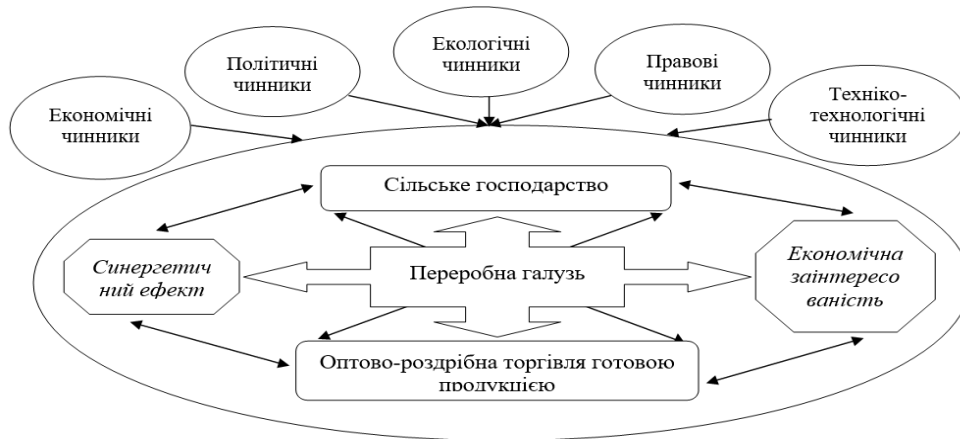 Екологічні
чинники
Політичні
чинники
Правові
чинники
Економічні
чинники
Техніко-
технологічні
чинники
Сільське господарство
Синергетич
ний ефект
Переробна галузь
Економічна
заінтересо
ваність
Оптово-роздрібна торгівля готовою
продукцією